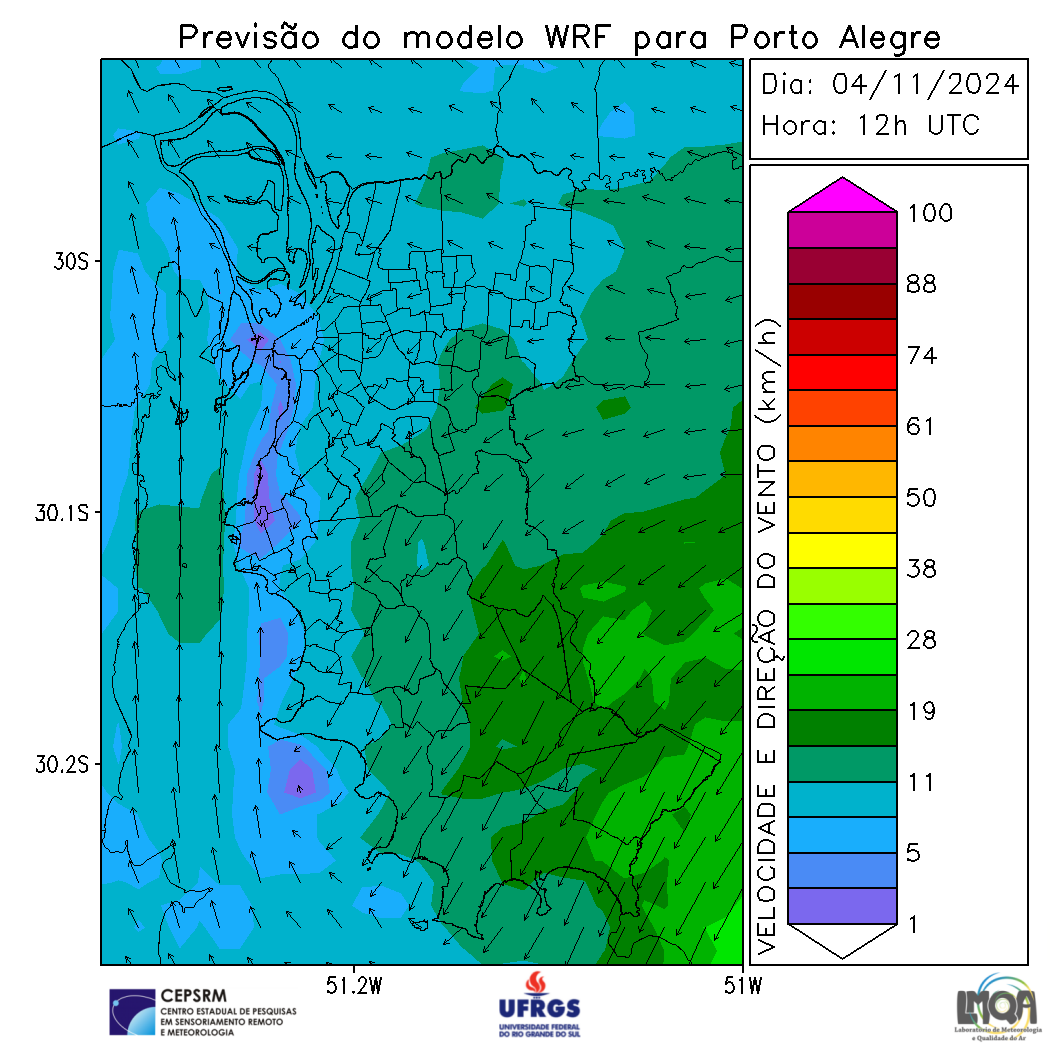 Previsão do modelo WRF para Porto Alegre
Dia: 04/11/2024
Hora: 12h UTC
30S
30.1S
30.2S
51.2W
51W
VELOCIDADE E DIREÇÃO DO VENTO (km/h)
100
88
74
61
50
38
28
19
11
5
1
CEPSRM
CENTRO ESTADUAL DE PESQUISAS
EM SENSORIAMENTO REMOTO
E METEOROLOGIA
UFRGS
UNIVERSIDADE FEDERAL
DO RIO GRANDE DO SUL
LMQA
Laboratório de Meteorologia
e Qualidade do Ar